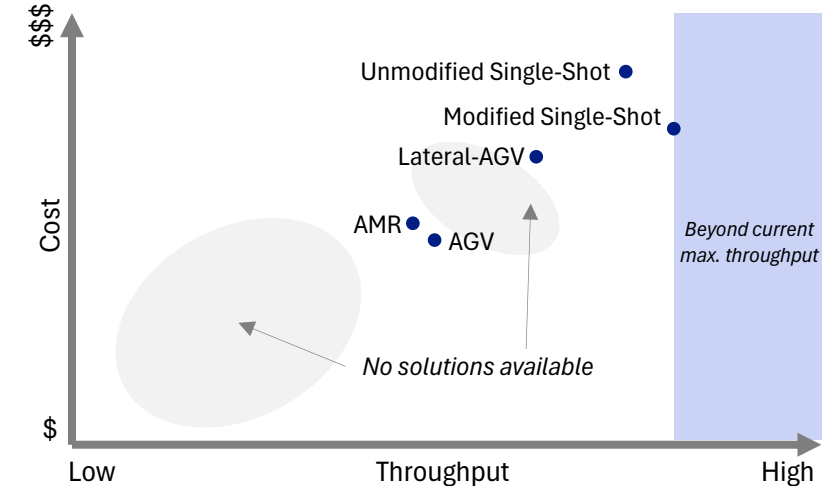 $$$
Unmodified Single-Shot
Modified Single-Shot
Lateral-AGV
Cost
AMR
AGV
Beyond current
max. throughput
No solutions available
$
Low
Throughput
High